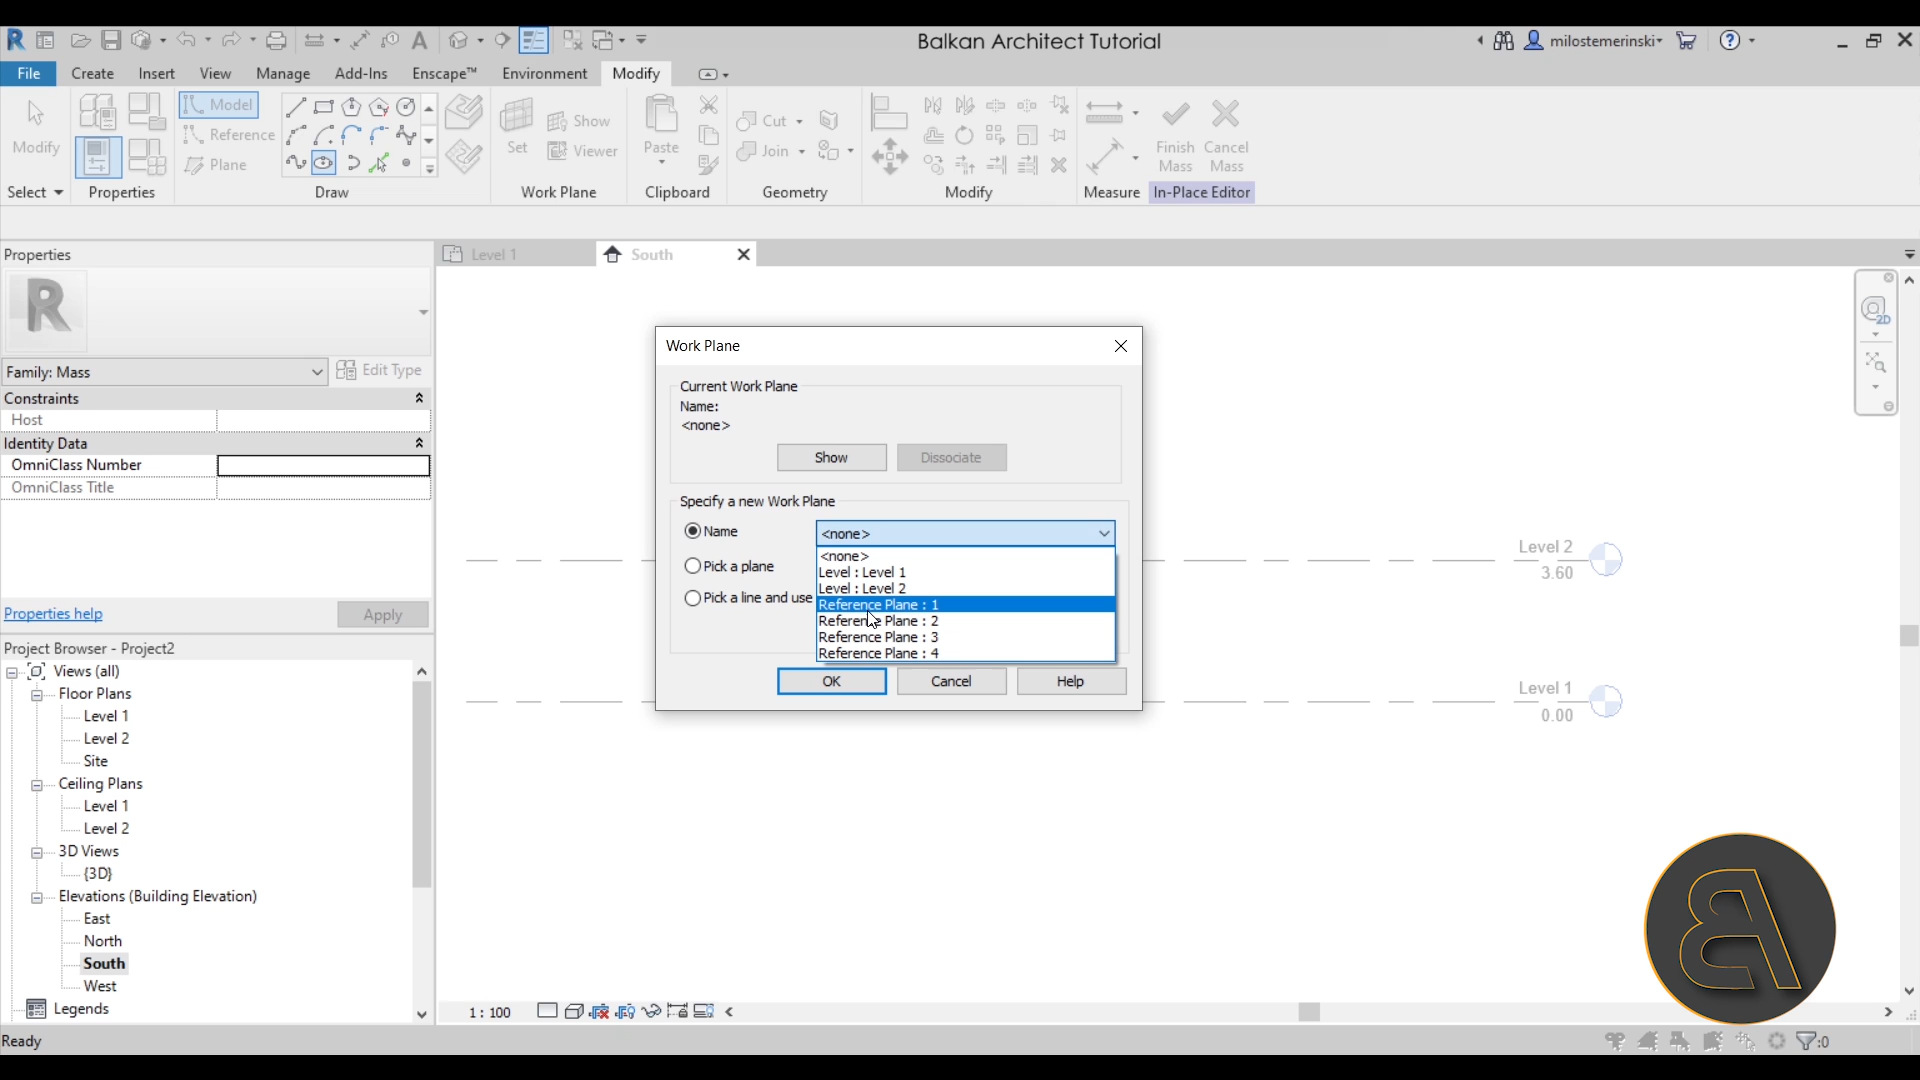 Balkan Architect Tutorial
milostemerinski
File
Create
Insert
View
Manage
Add-Ins
Enscape™
Environment
Modify
Modify
Select
Properties
Model
Reference
Plane
Draw
Set
Show
Viewer
Work Plane
Paste
Clipboard
Cut
Join
Geometry
Modify
Measure
Finish
Mass
Cancel
Mass
In-Place Editor
Properties
Level 1
South
R
Family: Mass
Edit Type
Constraints
Host
Identity Data
OmniClass Number
OmniClass Title
Properties help
Apply
Project Browser - Project2
Views (all)
Floor Plans
Level 1
Level 2
Site
Ceiling Plans
Level 1
Level 2
3D Views
{3D}
Elevations (Building Elevation)
East
North
South
West
Legends
Work Plane
Current Work Plane
Name:
<none>
Show
Dissociate
Specify a new Work Plane
Name
<none>
<none>
Level : Level 1
Level : Level 2
Reference Plane : 1
Reference Plane : 2
Reference Plane : 3
Reference Plane : 4
Pick a plane
Pick a line and use
OK
Cancel
Help
2D
Level 2
3.60
Level 1
0.00
B
1 : 100
Ready
:0